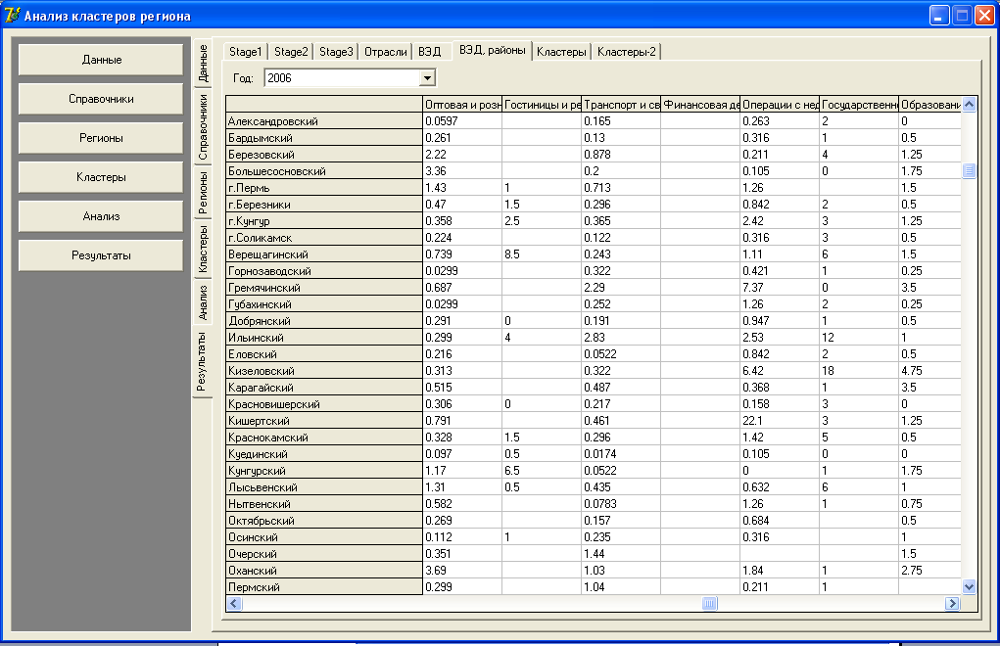 Анализ кластеров региона
Данные
Справочники
Регионы
Кластеры
Анализ
Результаты
Данные
Справочники
Регионы
Кластеры
Анализ
Результаты
Stage1 Stage2 Stage3 Отрасли ВЭД ВЭД, районы Кластеры Кластеры-2
Год: 2006
Оптовая и розн Гостиницы и ре Транспорт и св Финансовая де Операции с нед Государственн Образовани
Александровский 0.0597 0.165 0.263 2 0
Бардымский 0.261 0.13 0.316 1 0.5
Березовский 2.22 0.878 0.211 4 1.25
Большесосновский 3.36 0.2 0.105 0 1.75
г.Пермь 1.43 1 0.713 1.26 1.5
г.Березники 0.47 1.5 0.296 0.842 2 0.5
г.Кунгур 0.358 2.5 0.365 2.42 3 1.25
г.Соликамск 0.224 0.122 0.316 3 0.5
Верещагинский 0.739 8.5 0.243 1.11 6 1.5
Горнозаводский 0.0299 0.322 0.421 1 0.25
Гремячинский 0.687 2.29 7.37 0 3.5
Губахинский 0.0299 0.252 1.26 2 0.25
Добрянский 0.291 0 0.191 0.947 1 0.5
Ильинский 0.299 4 2.83 2.53 12 1
Еловский 0.216 0.0522 0.842 2 0.5
Кизеловский 0.313 0.322 6.42 18 4.75
Карагайский 0.515 0.487 0.368 1 3.5
Красновишерский 0.306 0 0.217 0.158 3 0
Кишертский 0.791 0.461 22.1 3 1.25
Краснокамский 0.328 1.5 0.296 1.42 5 0.5
Куединский 0.097 0.5 0.0174 0.105 0 0
Кунгурский 1.17 6.5 0.0522 0 1 1.75
Лысьвенский 1.31 0.5 0.435 0.632 6 1
Нытвенский 0.582 0.0783 1.26 1 0.75
Октябрьский 0.269 0.157 0.684 0.5
Осинский 0.112 1 0.235 0.316 1
Очерский 0.351 1.44 1.5
Оханский 3.69 1.03 1.84 1 2.75
Пермский 0.299 1.04 0.211 1